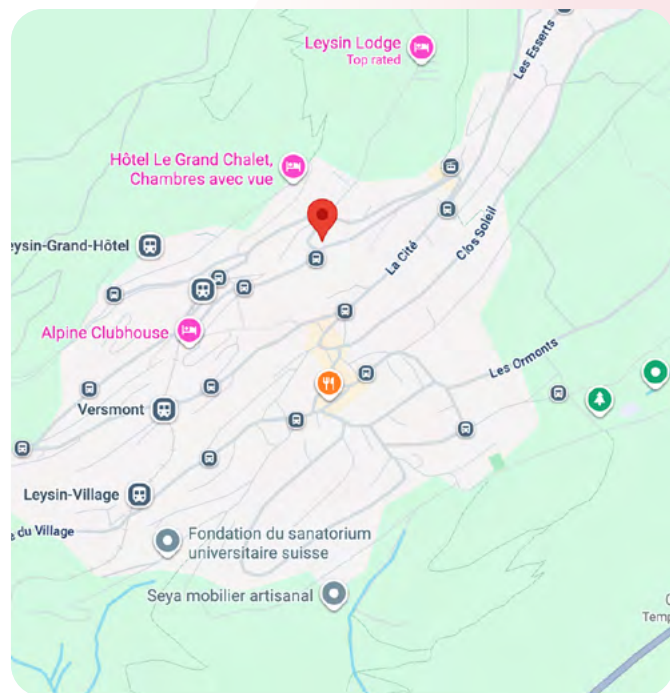 Leysin Lodge
Top rated
Les Esserts
Hôtel Le Grand Chalet,
Chambres avec vue
Clos Soleil
La Cité
eysin-Grand-Hôtel
Alpine Clubhouse
Les Ormonts
Versmont
Leysin-Village
du Village
Fondation du sanatorium
universitaire suisse
Seya mobilier artisanal
Temp